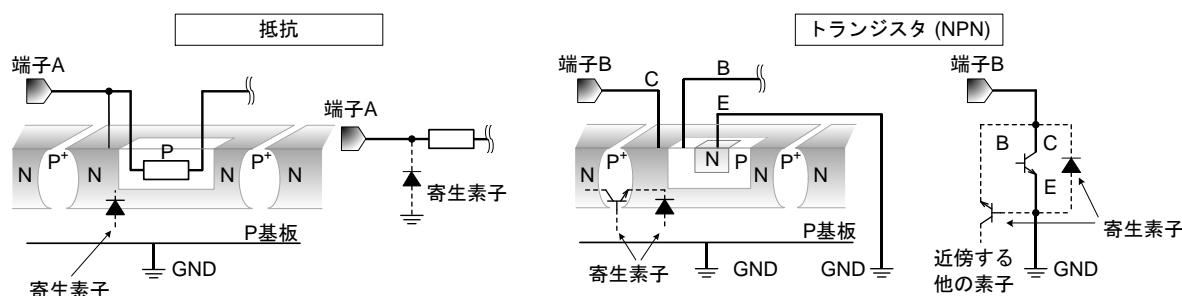 抵抗
端子A
P
N
P+
N
N
P+
N
寄生素子
P基板
GND
端子A
寄生素子
トランジスタ (NPN)
端子B
C
B
E
N
P+
N
N
P
N
P+
N
寄生素子
P基板
GND
GND
端子B
B
C
E
寄生素子
近傍する
他の素子
GND